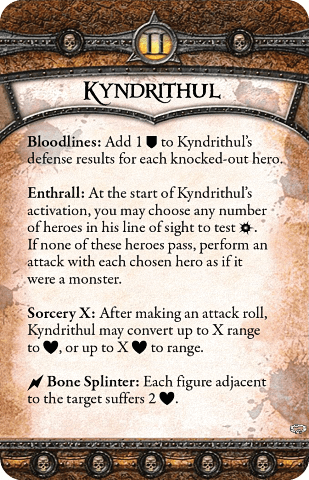 II
KYNDRITHUL
Bloodlines: Add 1 to Kyndrithul's
defense results for each knocked-out hero.
Enthrall: At the start of Kyndrithul's
activation, you may choose any number
of heroes in his line of sight to test .
If none of these heroes pass, perform an
attack with each chosen hero as if it
were a monster.
Sorcery X: After making an attack roll,
Kyndrithul may convert up to X range
to ♥, or up to X ♥ to range.
Bone Splinter: Each figure adjacent
to the target suffers 2 ♥.